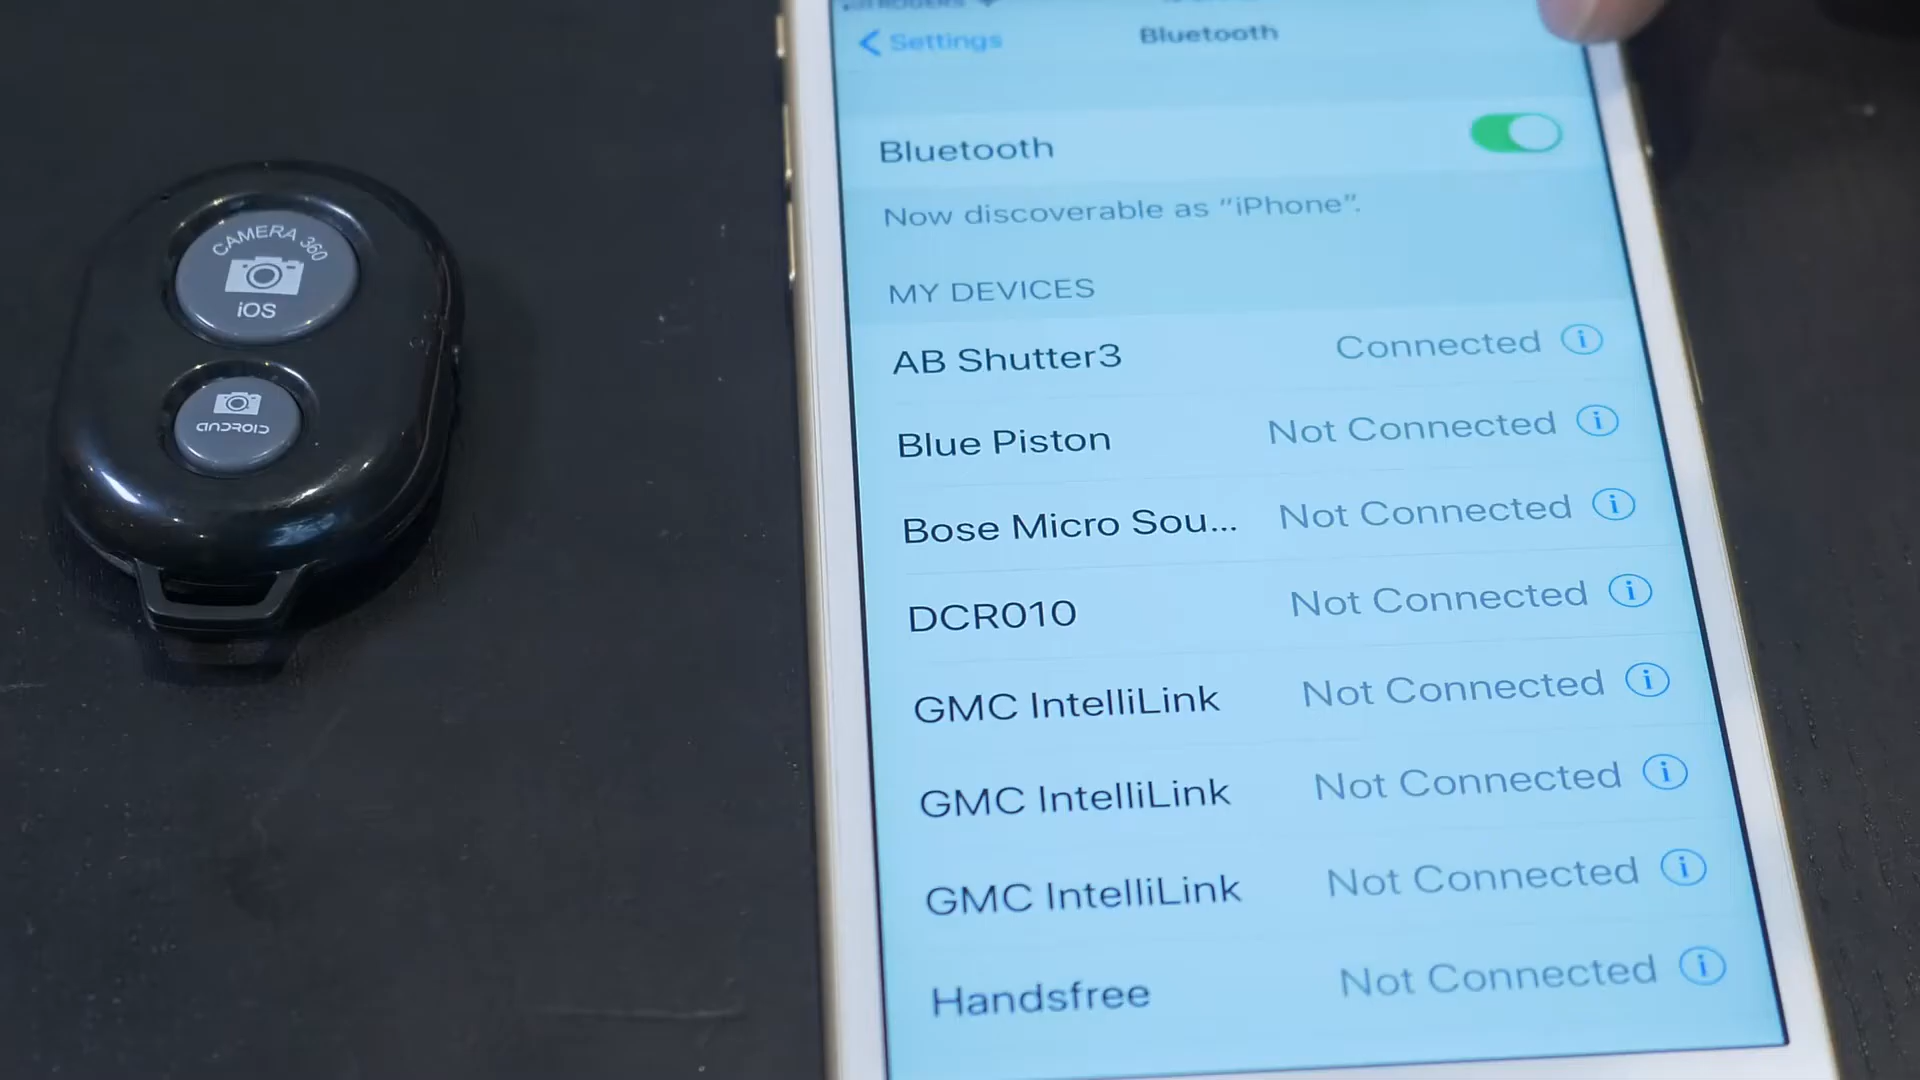 CAMERA 360
iOS
ANDROID
Settings
Bluetooth
Bluetooth
Now discoverable as “iPhone”.
MY DEVICES
AB Shutter3 Connected
Blue Piston Not Connected
Bose Micro Sou... Not Connected
DCR010 Not Connected
GMC IntelliLink Not Connected
GMC IntelliLink Not Connected
GMC IntelliLink Not Connected
Handsfree Not Connected